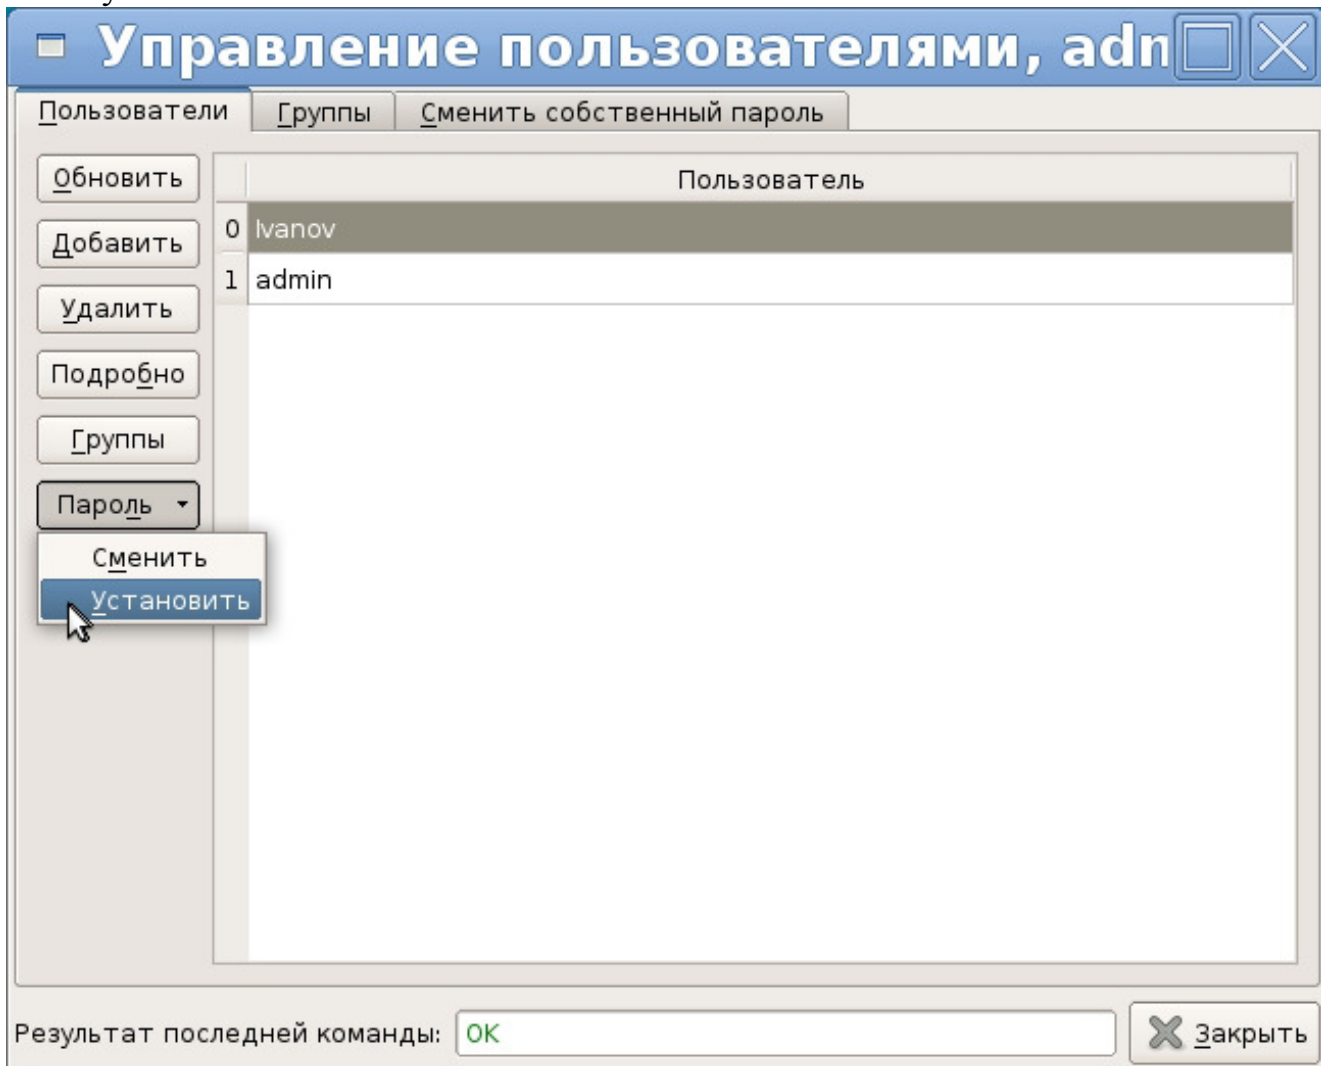 Управление пользователями, adn
Пользователи Группы Сменить собственный пароль
Обновить
Добавить
Удалить
Подробно
Группы
Пароль
Сменить
Установить
Пользователь
0 Ivanov
1 admin
Результат последней команды: OK Закрыть